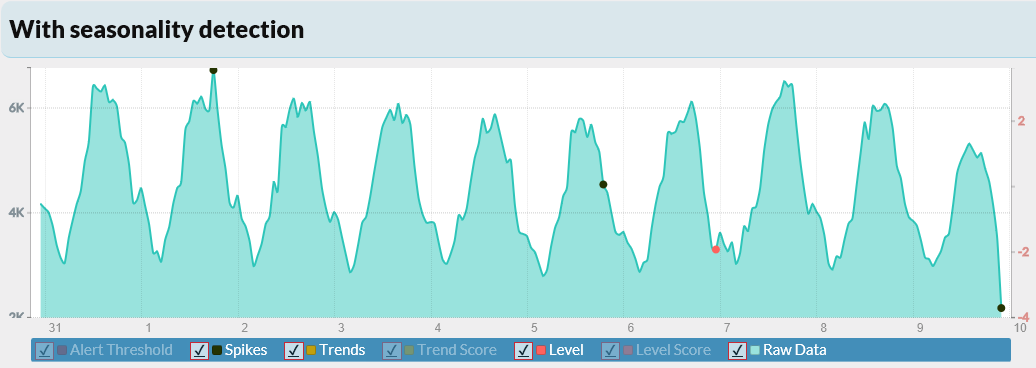 With seasonality detection
6K
2
4K
-2
2K
-4
31 1 2 3 4 5 6 7 8 9 10
Alert Threshold Spikes Trends Trend Score Level Level Score Raw Data